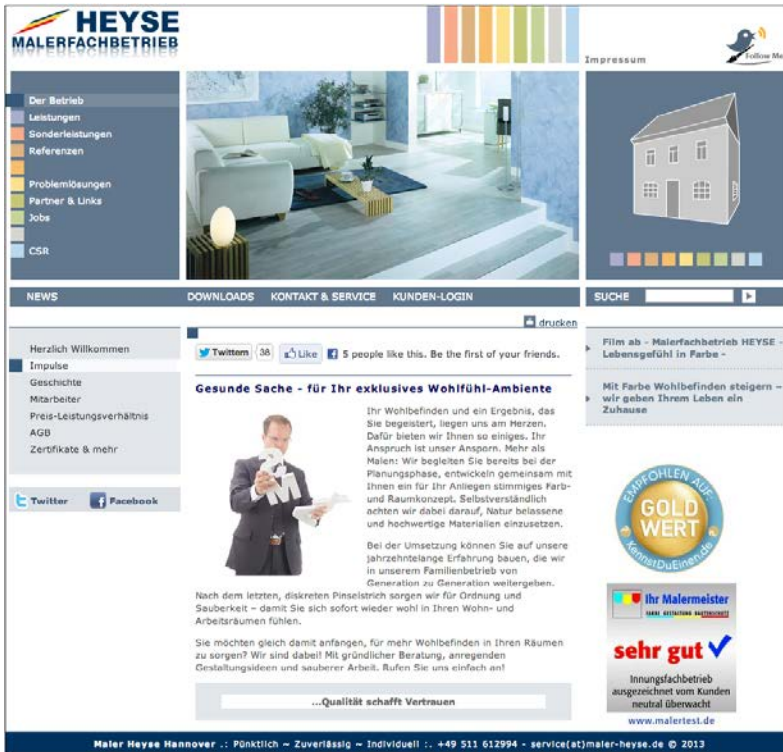 HEYSE
MALERFACHBETRIEB
Impressum
Follow Me
Der Betrieb
Leistungen
Sonderleistungen
Referenzen
Problemlösungen
Partner & Links
Jobs
CSR
NEWS
DOWNLOADS KONTAKT & SERVICE KUNDEN-LOGIN
SUCHE
Herzlich Willkommen
Impulse
Geschichte
Mitarbeiter
Preis-Leistungsverhältnis
AGB
Zertifikate & mehr
Twitter Facebook
drucken
Twittern 38 Like 5 people like this. Be the first of your friends.
Gesunde Sache - für Ihr exklusives Wohlfühl-Ambiente
Ihr Wohlbefinden und ein Ergebnis, das
Sie begeistert, liegen uns am Herzen.
Dafür bieten wir Ihnen so einiges. Ihr
Anspruch ist unser Ansporn. Mehr als
Malen: Wir begleiten Sie bereits bei der
Planungsphase, entwickeln gemeinsam mit
Ihnen ein für Ihr Anliegen stimmiges Farb-
und Raumkonzept. Selbstverständlich
achten wir dabei darauf, Natur belassene
und hochwertige Materialien einzusetzen.
Bei der Umsetzung können Sie auf unsere
jahrzehntelange Erfahrung bauen, die wir
in unserem Familienbetrieb von
Generation zu Generation weitergeben.
Nach dem letzten, diskreten Pinselstrich sorgen wir für Ordnung und
Sauberkeit – damit Sie sich sofort wieder wohl in Ihren Wohn- und
Arbeitsräumen fühlen.
Sie möchten gleich damit anfangen, für mehr Wohlbefinden in Ihren Räumen
zu sorgen? Wir sind dabei! Mit gründlicher Beratung, anregenden
Gestaltungsideen und sauberer Arbeit. Rufen Sie uns einfach an!
...Qualität schafft Vertrauen
Film ab - Malerfachbetrieb HEYSE -
Lebensgefühl in Farbe -
Mit Farbe Wohlbefinden steigern –
wir geben Ihrem Leben ein
Zuhause
EMPFOHLEN AUF:
GOLD
WERT
KennstDuEinen.de
Ihr Malermeister
FARBE GESTALTUNG BAUTENSCHUTZ
sehr gut
Innungsfachbetrieb
ausgezeichnet vom Kunden
neutral überwacht
www.malertest.de
Maler Heyse Hannover .: Pünktlich ~ Zuverlässig ~ Individuell :. +49 511 612994 - service(at)maler-heyse.de © 2013